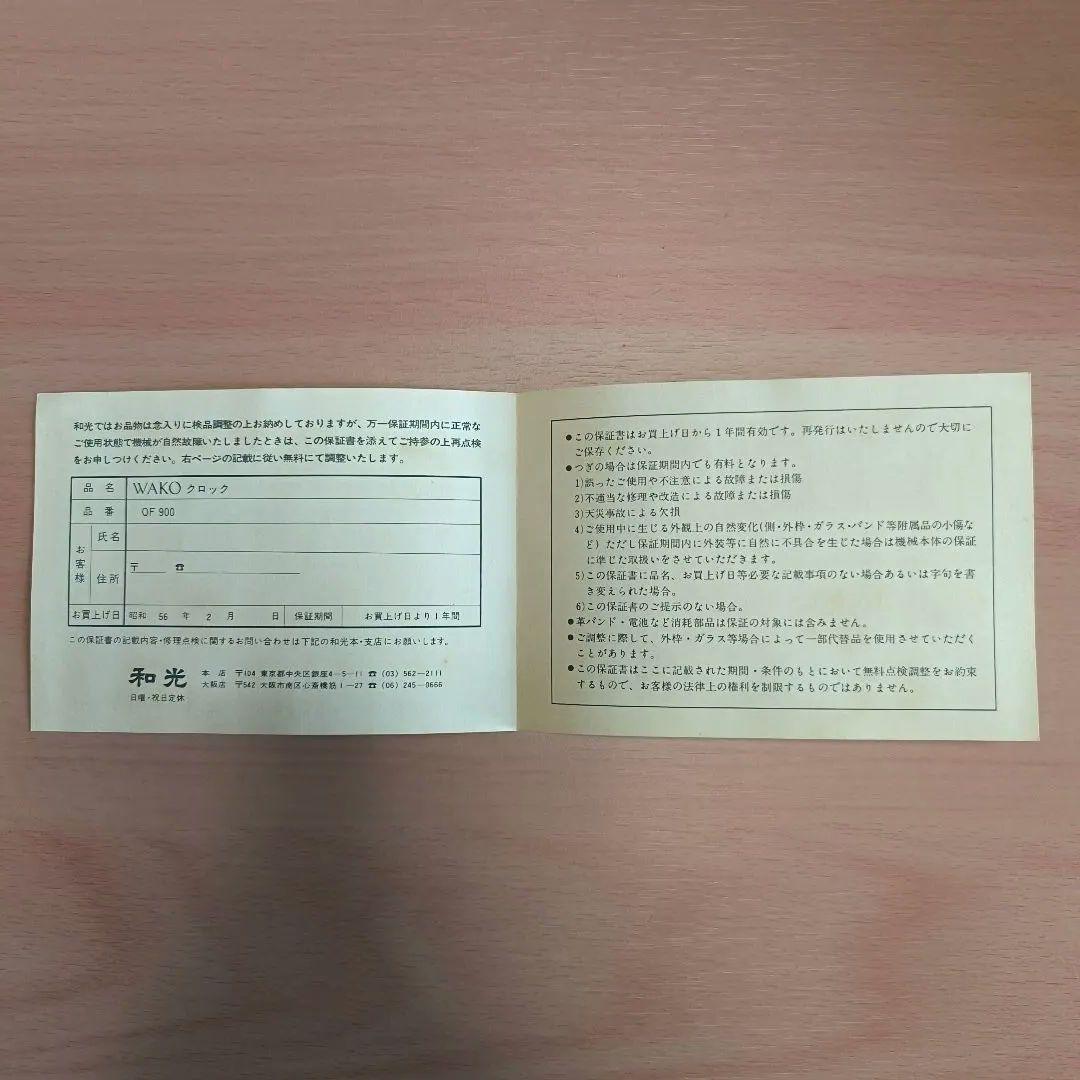 和光ではお品物は念入りに検品調整の上お納めしておりますが、万一保証期間内に正常な
ご使用状態で機械が自然故障いたしましたときは、この保証書を添えてご持参の上再点検
をお申しつけください。右ページの記載に従い無料にて調整いたします。
品名 WAKO クロック
品番 QF 900
お客様 氏名
住所 〒 ☎
お買上げ日 昭和 56 年 2 月 日 保証期間 お買上げ日より1年間
この保証書の記載内容・修理点検に関するお問い合わせは下記の和光本・支店にお願いします。
和光 本店 〒104 東京都中央区銀座4-5-11 ☎ (03) 562-2111
大阪店 〒542 大阪市南区心斎橋筋1-27 ☎ (06) 245-0666
日曜・祝日定休
●この保証書はお買上げ日から1年間有効です。再発行はいたしませんので大切に
ご保存ください。
●つぎの場合は保証期間内でも有料となります。
1)誤ったご使用や不注意による故障または損傷
2)不適当な修理や改造による故障または損傷
3)天災事故による欠損
4)ご使用中に生じる外観上の自然変化(側・外枠・ガラス・バンド等附属品の小傷な
ど)ただし保証期間内に外装等に自然に不具合を生じた場合は機械本体の保証
に準じた取扱いをさせていただきます。
5)この保証書に品名、お買上げ日等必要な記載事項のない場合あるいは字句を書
き変えられた場合。
6)この保証書のご提示のない場合。
●革バンド・電池など消耗部品は保証の対象には含みません。
●ご調整に際して、外枠・ガラス等場合によって一部代替品を使用させていただく
ことがあります。
●この保証書はここに記載された期間・条件のもとにおいて無料点検調整をお約束
するもので、お客様の法律上の権利を制限するものではありません。